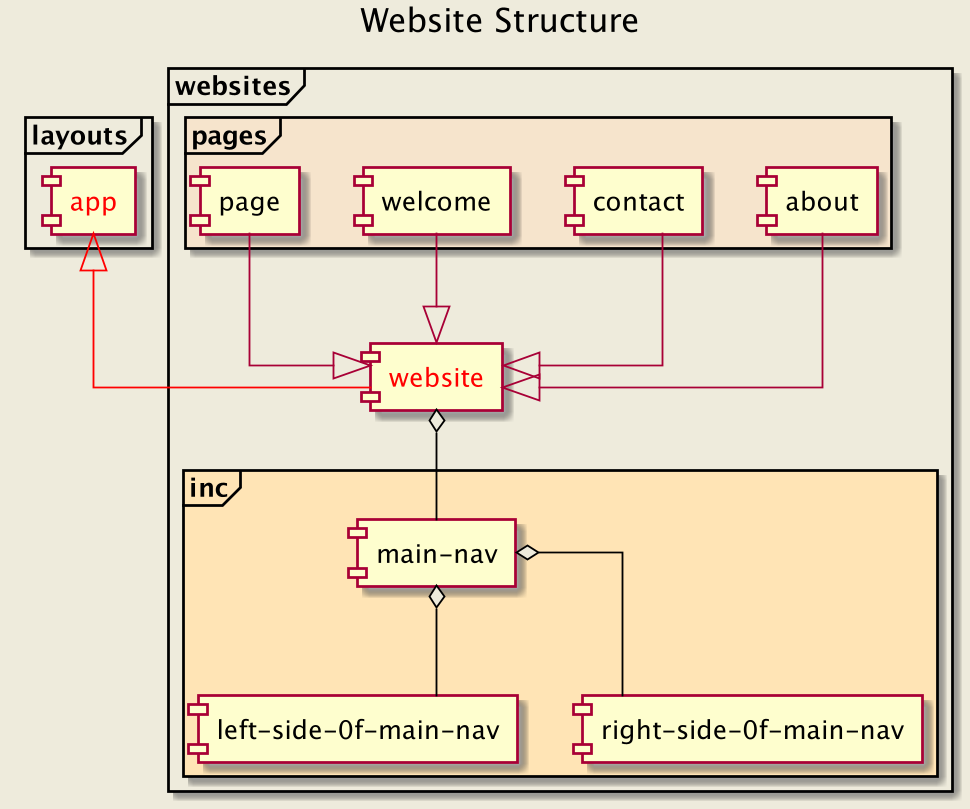 Website Structure
websites
layouts
pages
app
page
welcome
contact
about
website
inc
main-nav
left-side-0f-main-nav
right-side-0f-main-nav